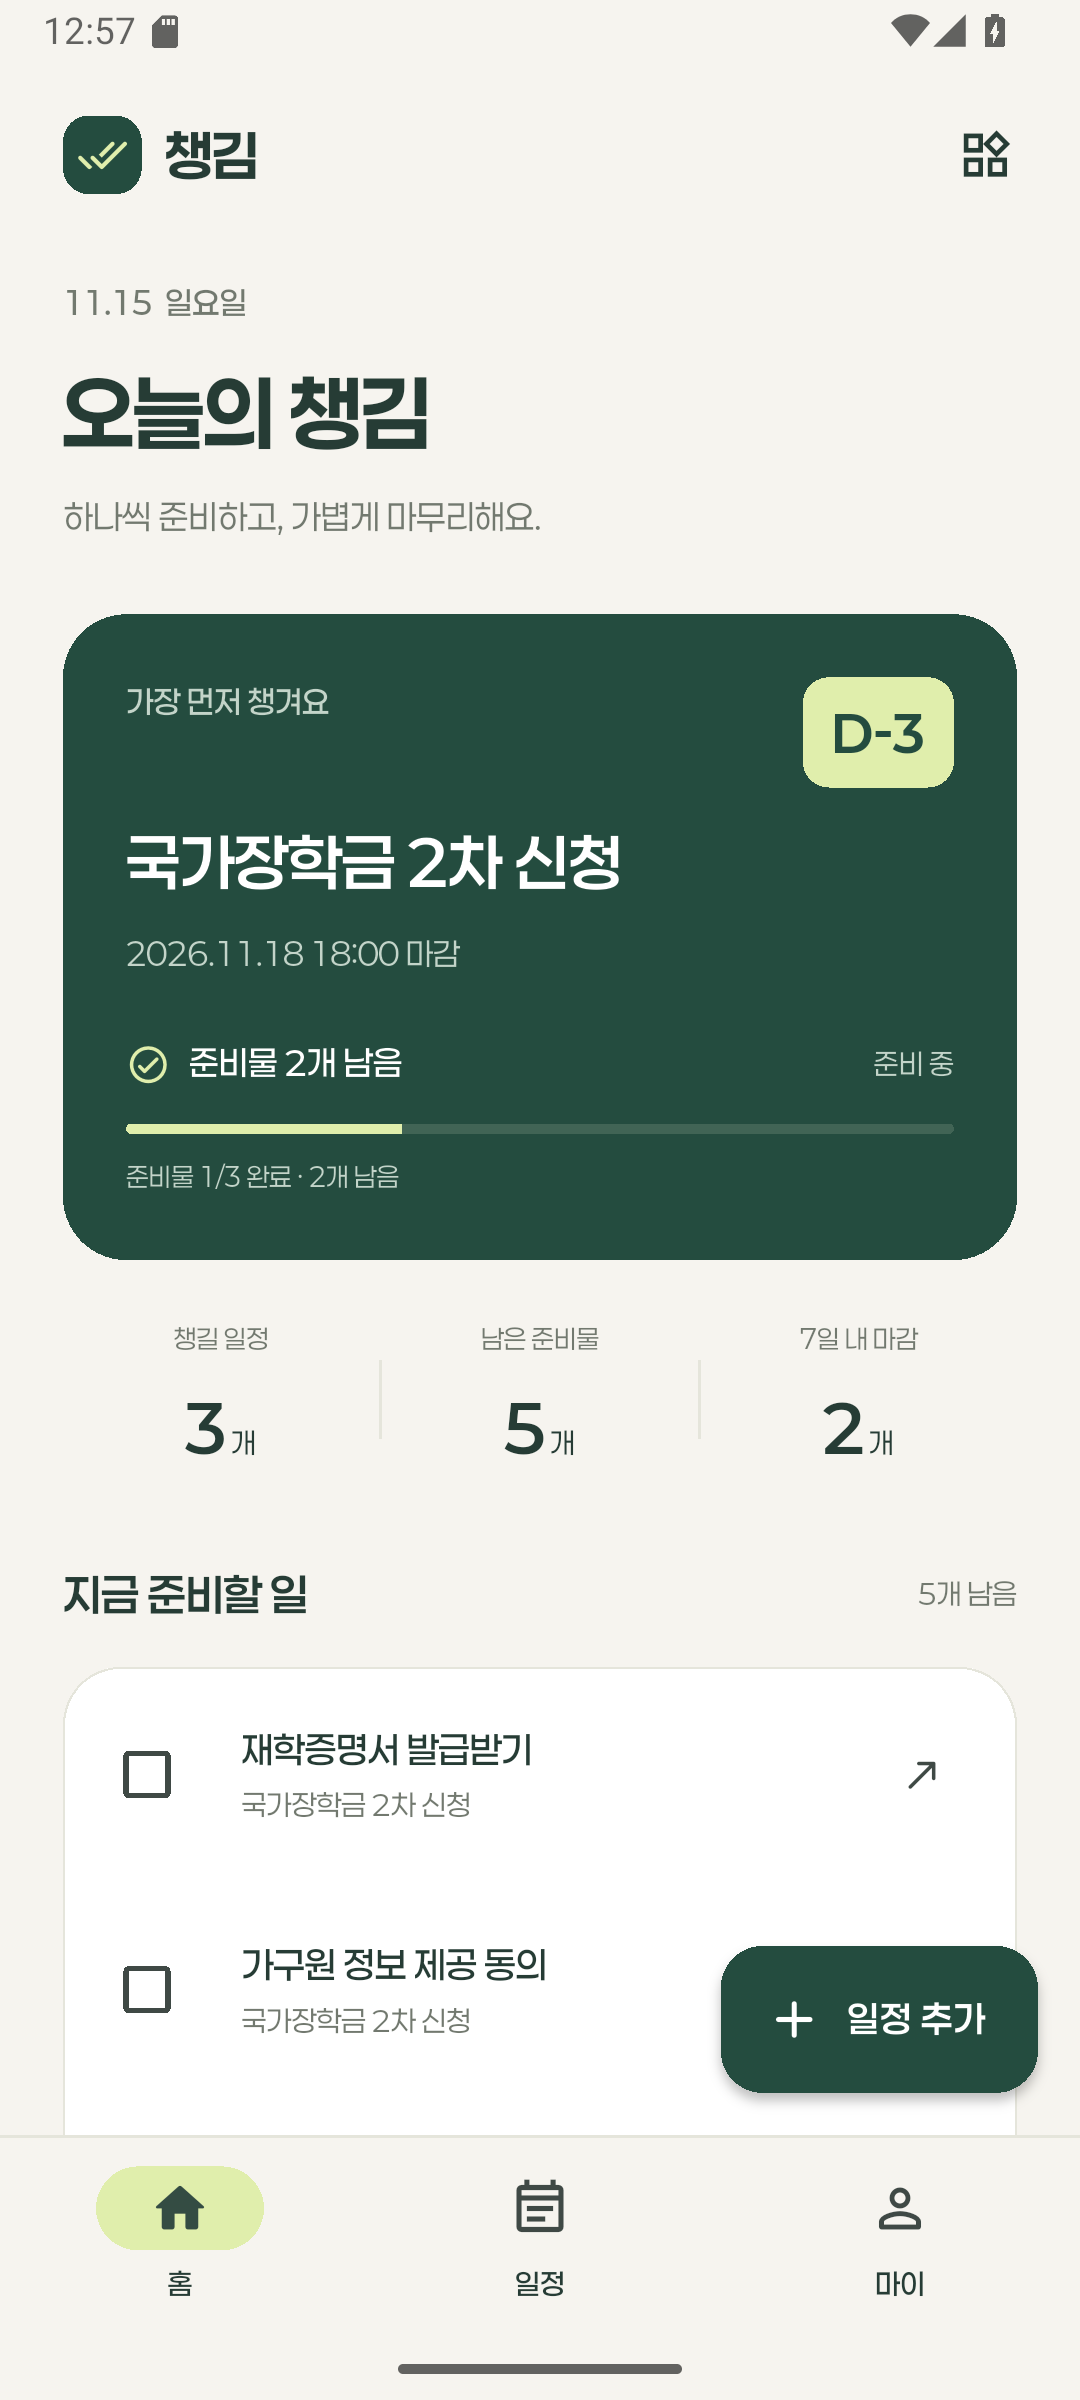 12:57
챙김
11.15 일요일
오늘의 챙김
하나씩 준비하고, 가볍게 마무리해요.
가장 먼저 챙겨요
D-3
국가장학금 2차 신청
2026.11.18 18:00 마감
준비물 2개 남음
준비 중
준비물 1/3 완료 · 2개 남음
챙길 일정
남은 준비물
7일 내 마감
3개
5개
2개
지금 준비할 일
5개 남음
재학증명서 발급받기
국가장학금 2차 신청
가구원 정보 제공 동의
국가장학금 2차 신청
일정 추가
홈
일정
마이